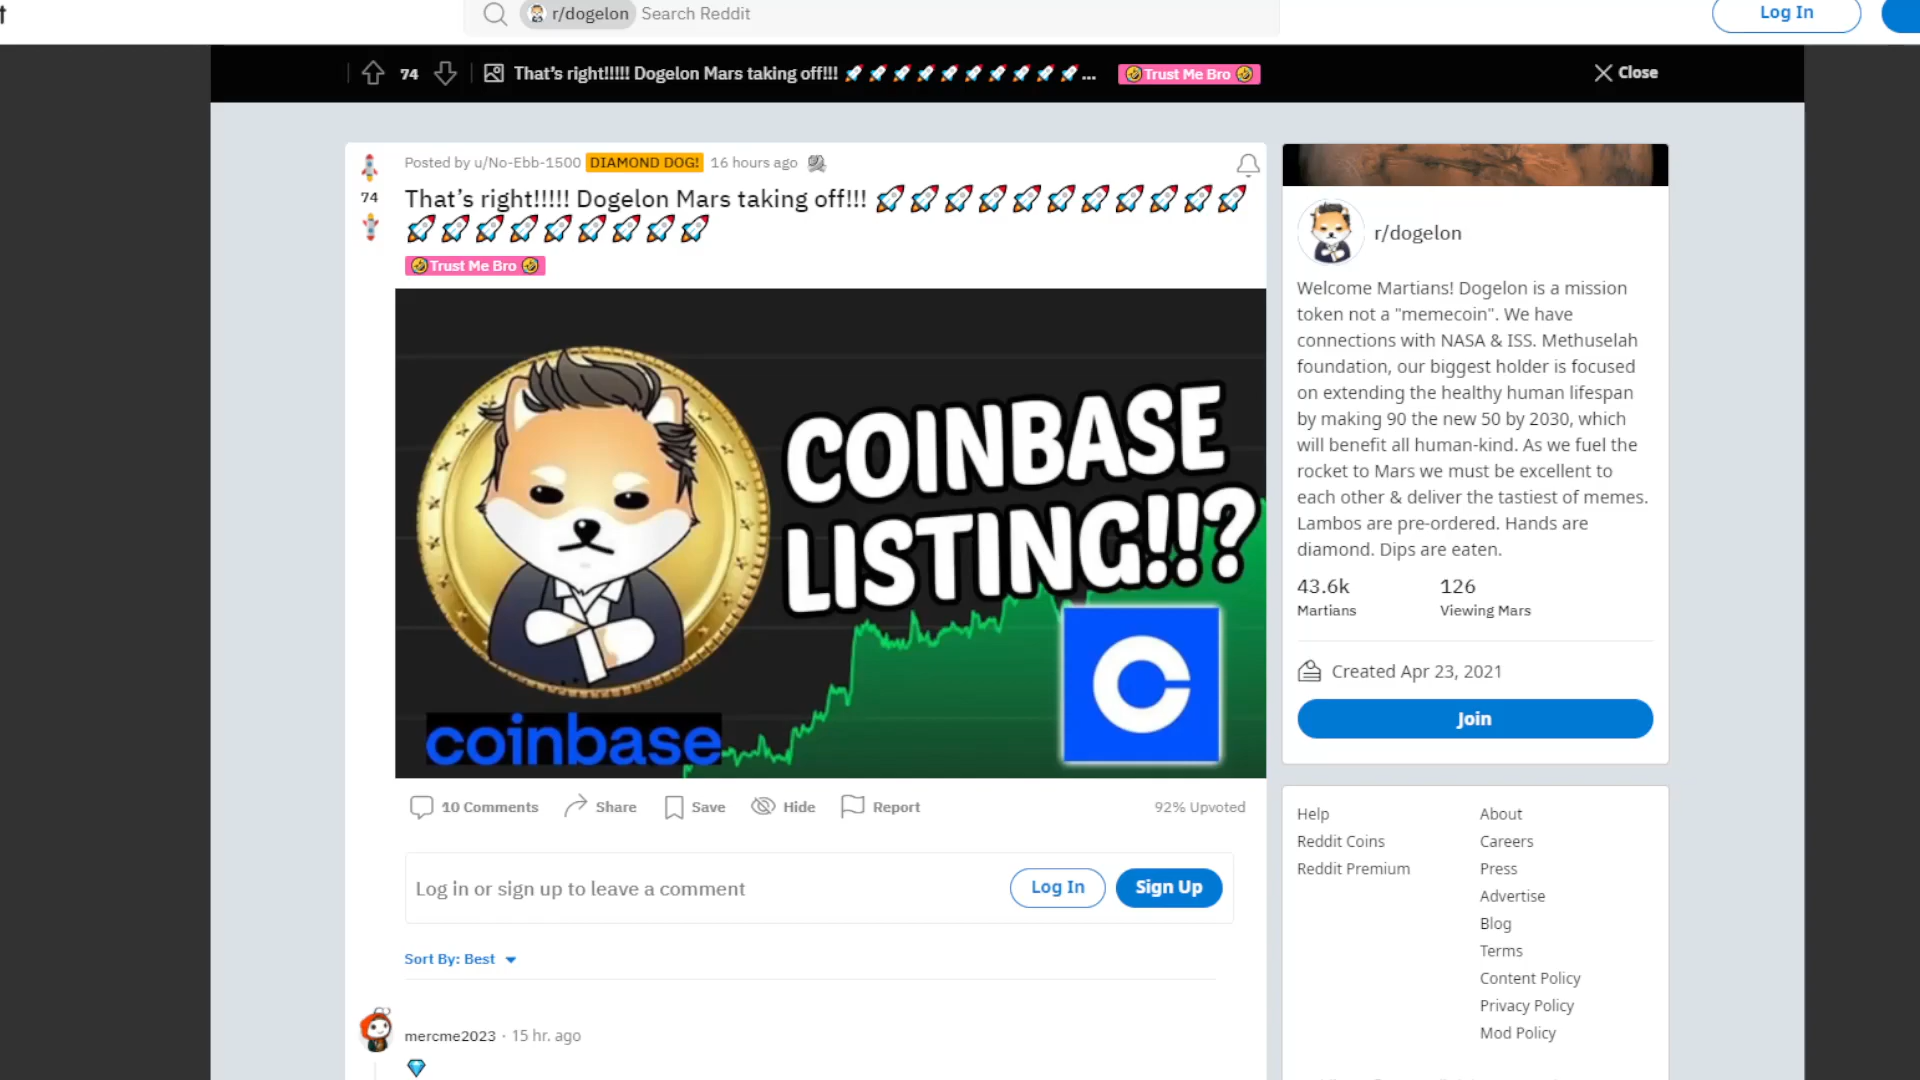 t
r/dogelon Search Reddit
Log In
74 That’s right!!!!! Dogelon Mars taking off!!! 🚀🚀🚀🚀🚀🚀🚀🚀🚀🚀... 🤣Trust Me Bro🤣
Close
Posted by u/No-Ebb-1500 DIAMOND DOG! 16 hours ago
74
That’s right!!!!! Dogelon Mars taking off!!! 🚀🚀🚀🚀🚀🚀🚀🚀🚀🚀🚀
🚀🚀🚀🚀🚀🚀🚀🚀🚀
🤣Trust Me Bro🤣
COINBASE
LISTING!!?
coinbase
10 Comments Share Save Hide Report 92% Upvoted
Log in or sign up to leave a comment Log In Sign Up
Sort By: Best
mercme2023 · 15 hr. ago
💎
r/dogelon
Welcome Martians! Dogelon is a mission
token not a "memecoin". We have
connections with NASA & ISS. Methuselah
foundation, our biggest holder is focused
on extending the healthy human lifespan
by making 90 the new 50 by 2030, which
will benefit all human-kind. As we fuel the
rocket to Mars we must be excellent to
each other & deliver the tastiest of memes.
Lambos are pre-ordered. Hands are
diamond. Dips are eaten.
43.6k 126
Martians Viewing Mars
Created Apr 23, 2021
Join
Help About
Reddit Coins Careers
Reddit Premium Press
Advertise
Blog
Terms
Content Policy
Privacy Policy
Mod Policy